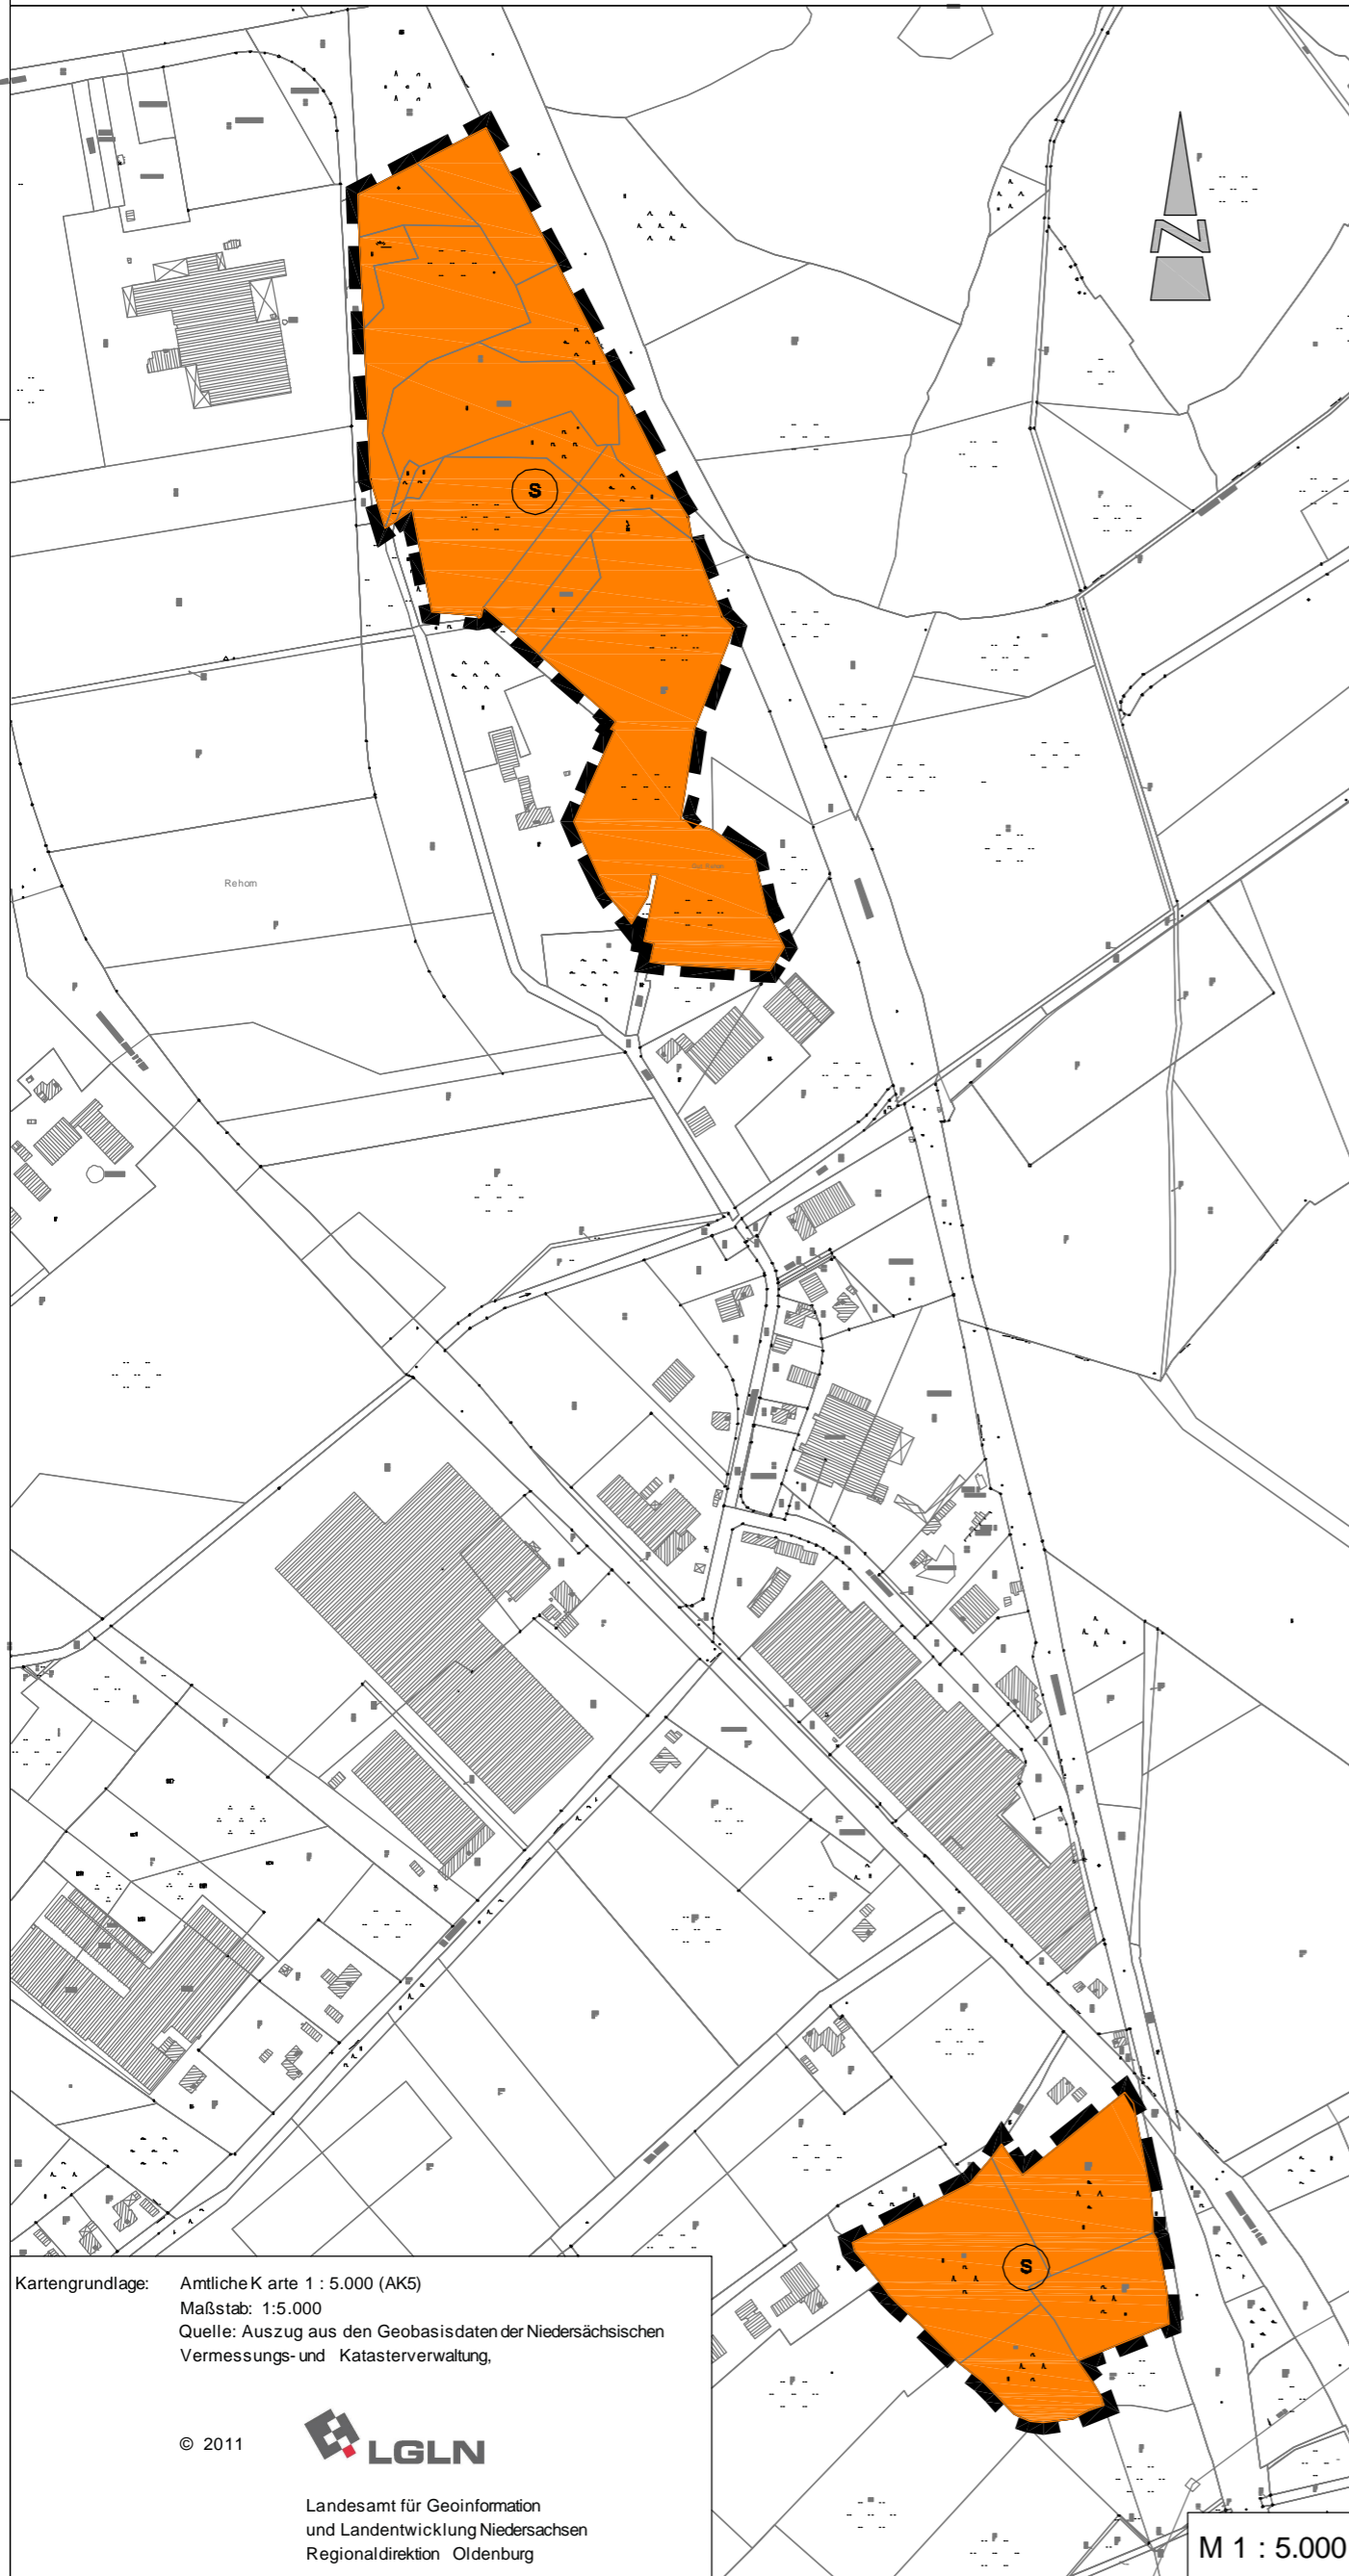 N
S
Rehorn
S
Kartengrundlage: Amtliche K arte 1 : 5.000 (AK5)
Maßstab: 1:5.000
Quelle: Auszug aus den Geobasisdaten der Niedersächsischen
Vermessungs- und Katasterverwaltung,
© 2011
LGLN
Landesamt für Geoinformation
und Landentwicklung Niedersachsen
Regionaldirektion Oldenburg
M 1 : 5.000